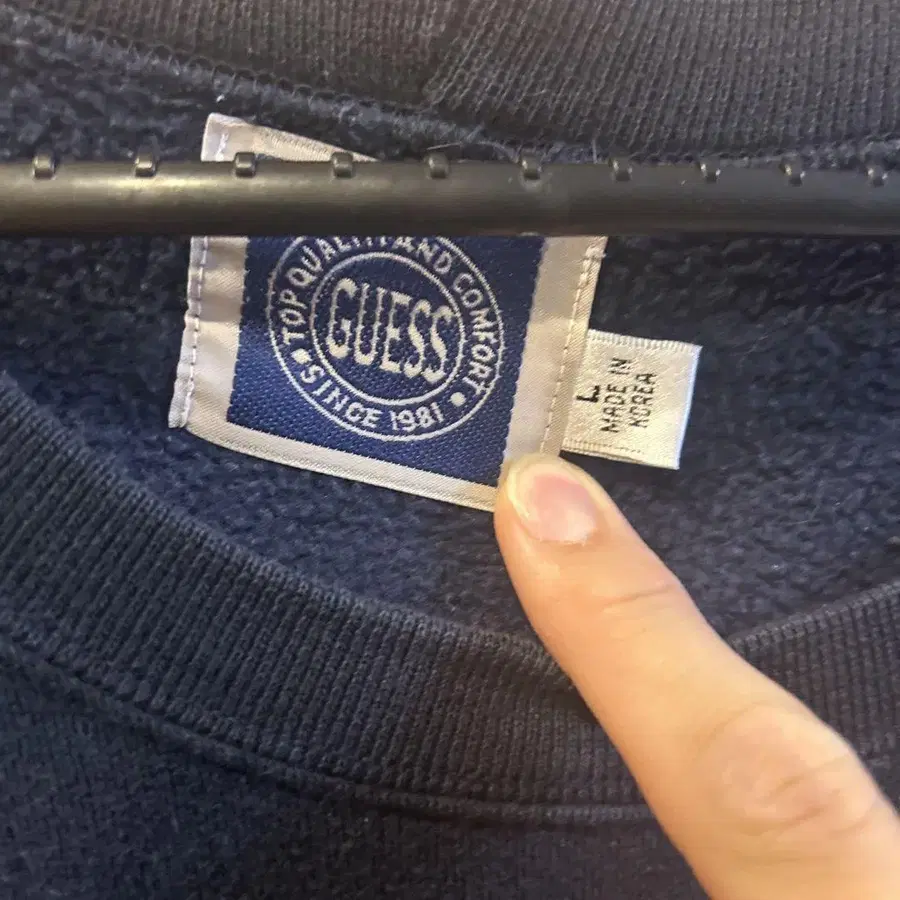 TOP QUALITY AND COMFORT
GUESS
• SINCE 1981 •
L
MADE IN
KOREA